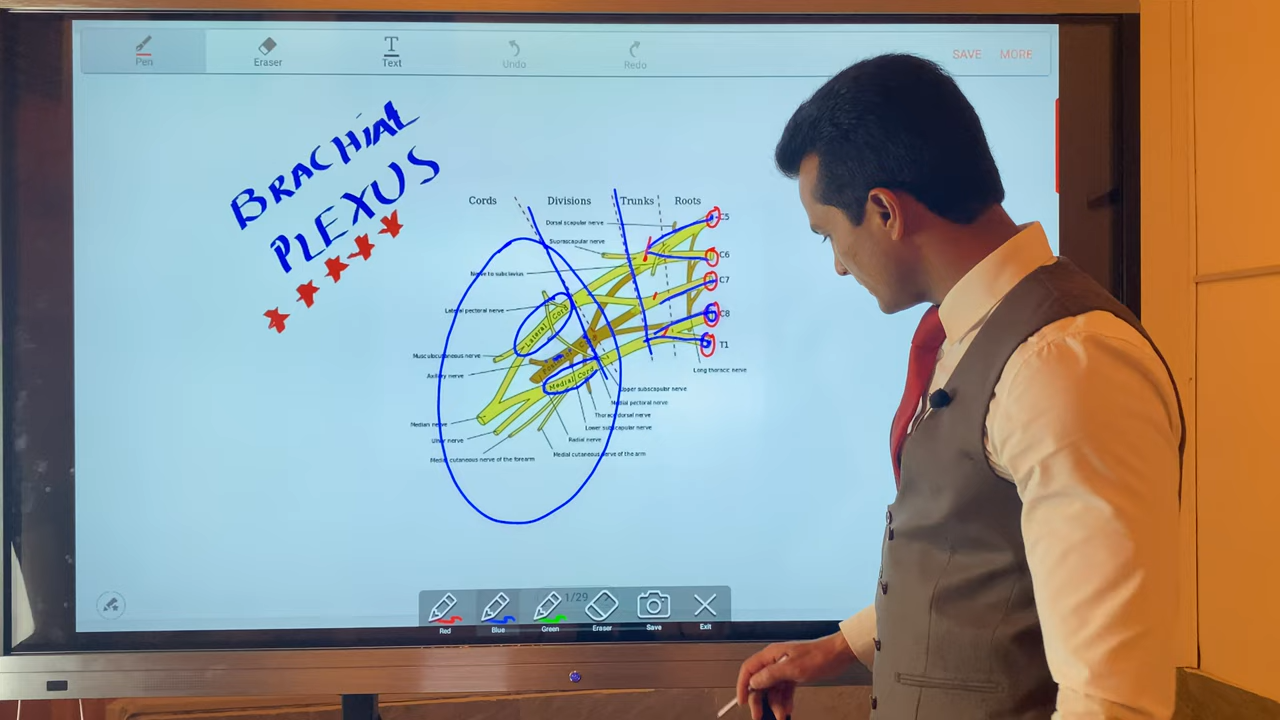 Pen
Eraser
Text
Undo
Redo
SAVE
MORE
BRACHIAL
PLEXUS
Cords
Divisions
Trunks
Roots
Dorsal scapular nerve
C5
Suprascapular nerve
C6
Nerve to subclavius
C7
Lateral pectoral nerve
Lateral Cord
C8
T1
Musculocutaneous nerve
Axillary nerve
Medial Cord
Long thoracic nerve
Upper subscapular nerve
Medial pectoral nerve
Thoracodorsal nerve
Median nerve
Lower subscapular nerve
Ulnar nerve
Radial nerve
Medial cutaneous nerve of the forearm
Medial cutaneous nerve of the arm
1/29
Red
Blue
Green
Eraser
Save
Exit